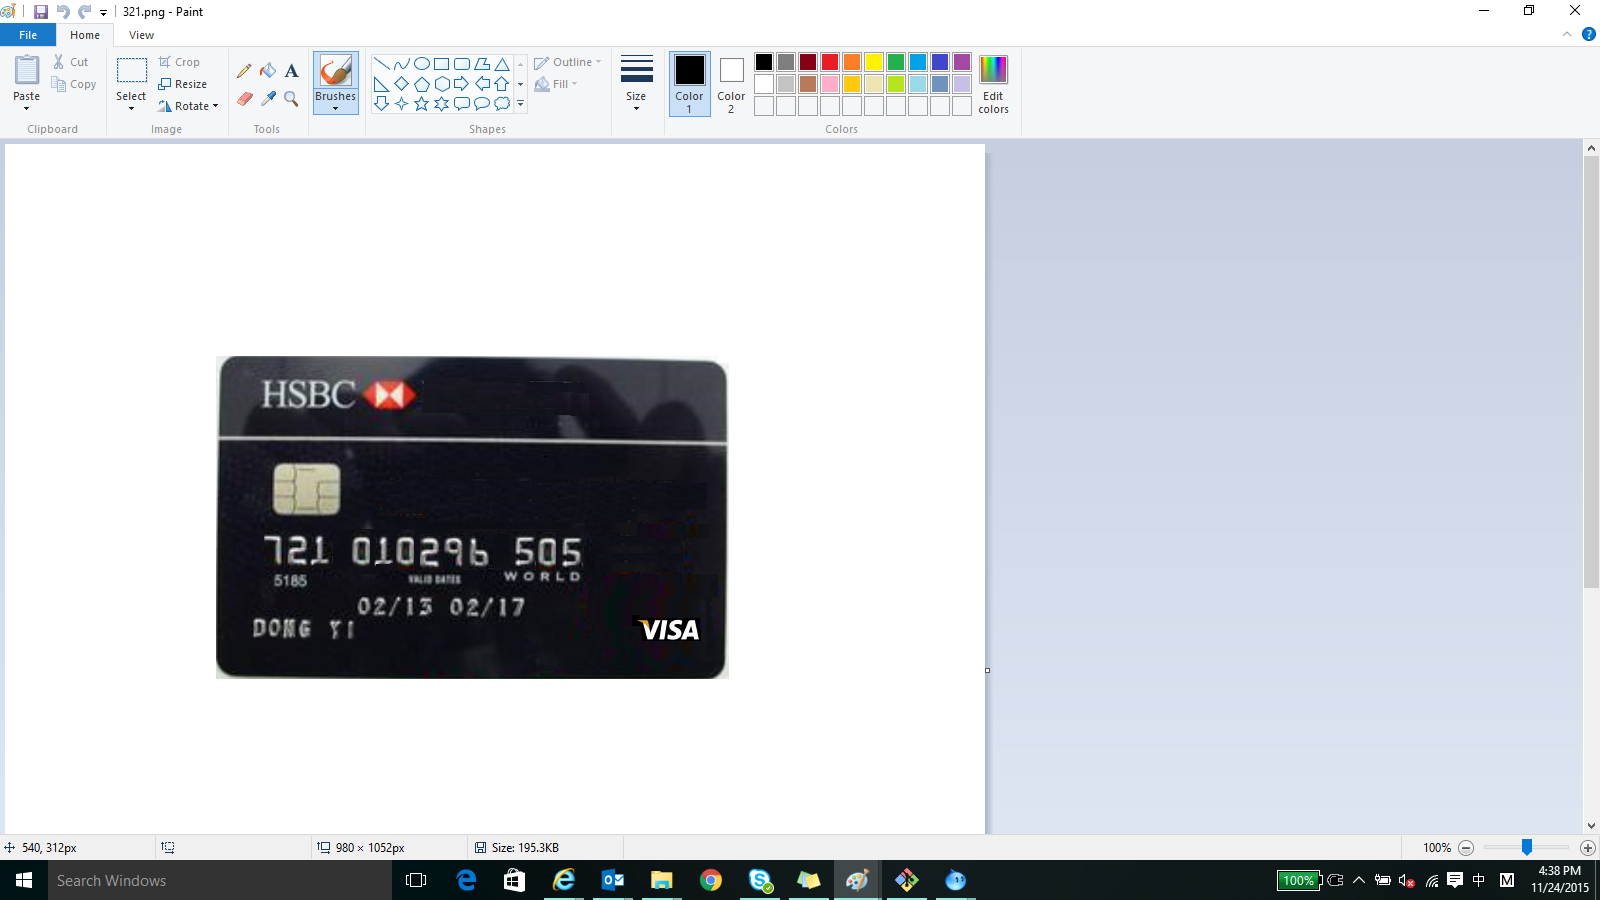 321.png - Paint
File Home View
Paste Cut Copy Clipboard
Select Crop Resize Rotate Image
Tools
Brushes
Outline Fill Shapes
Size
Color 1
Color 2
Edit colors
Colors
HSBC
721 010296 505
5185 VALID DATES WORLD
02/13 02/17
DONG YI
VISA
540, 312px
980 × 1052px
Size: 195.3KB
100%
Search Windows
100%
中
M
4:38 PM
11/24/2015